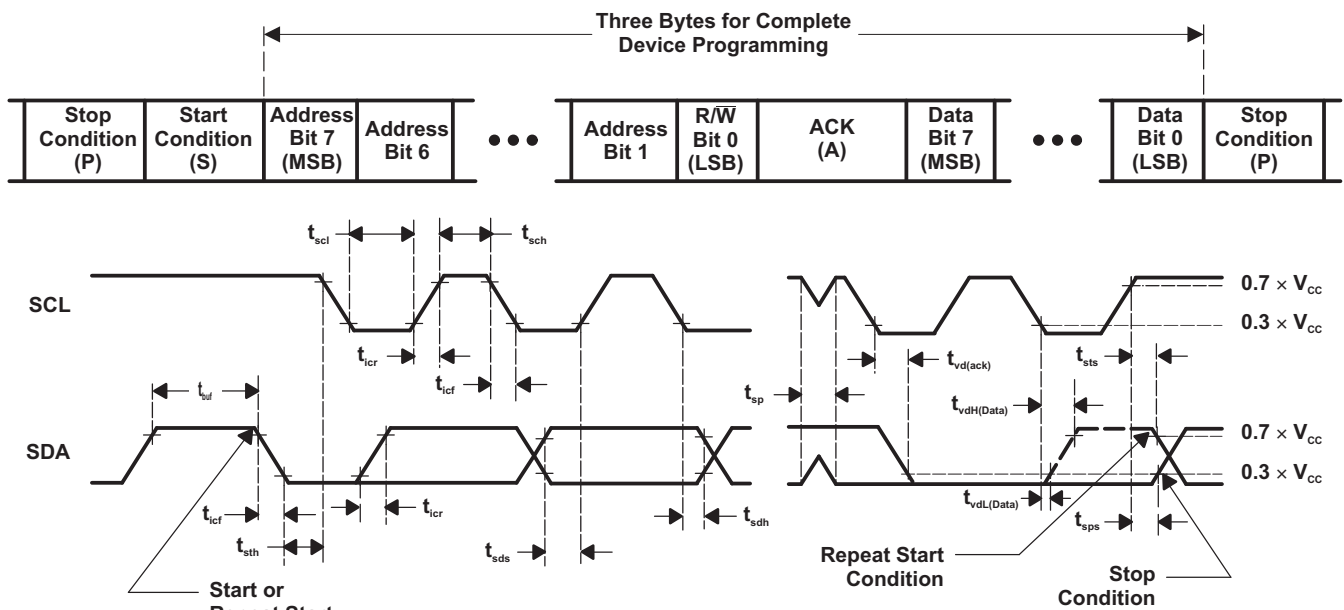 Three Bytes for Complete
Device Programming
Stop
Condition
(P)
Start
Condition
(S)
Address
Bit 7
(MSB)
Address
Bit 6
•••
Address
Bit 1
R/W̅
Bit 0
(LSB)
ACK
(A)
Data
Bit 7
(MSB)
•••
Data
Bit 0
(LSB)
Stop
Condition
(P)
tscl
tsch
SCL
0.7 × VCC
0.3 × VCC
ticr
ticf
tvd(ack)
tsts
tbuf
tsp
tvdH(Data)
SDA
0.7 × VCC
0.3 × VCC
ticf
ticr
tsdh
tvdL(Data)
tsth
tsds
tsps
Repeat Start
Condition
Stop
Condition
Start or
Repeat Start